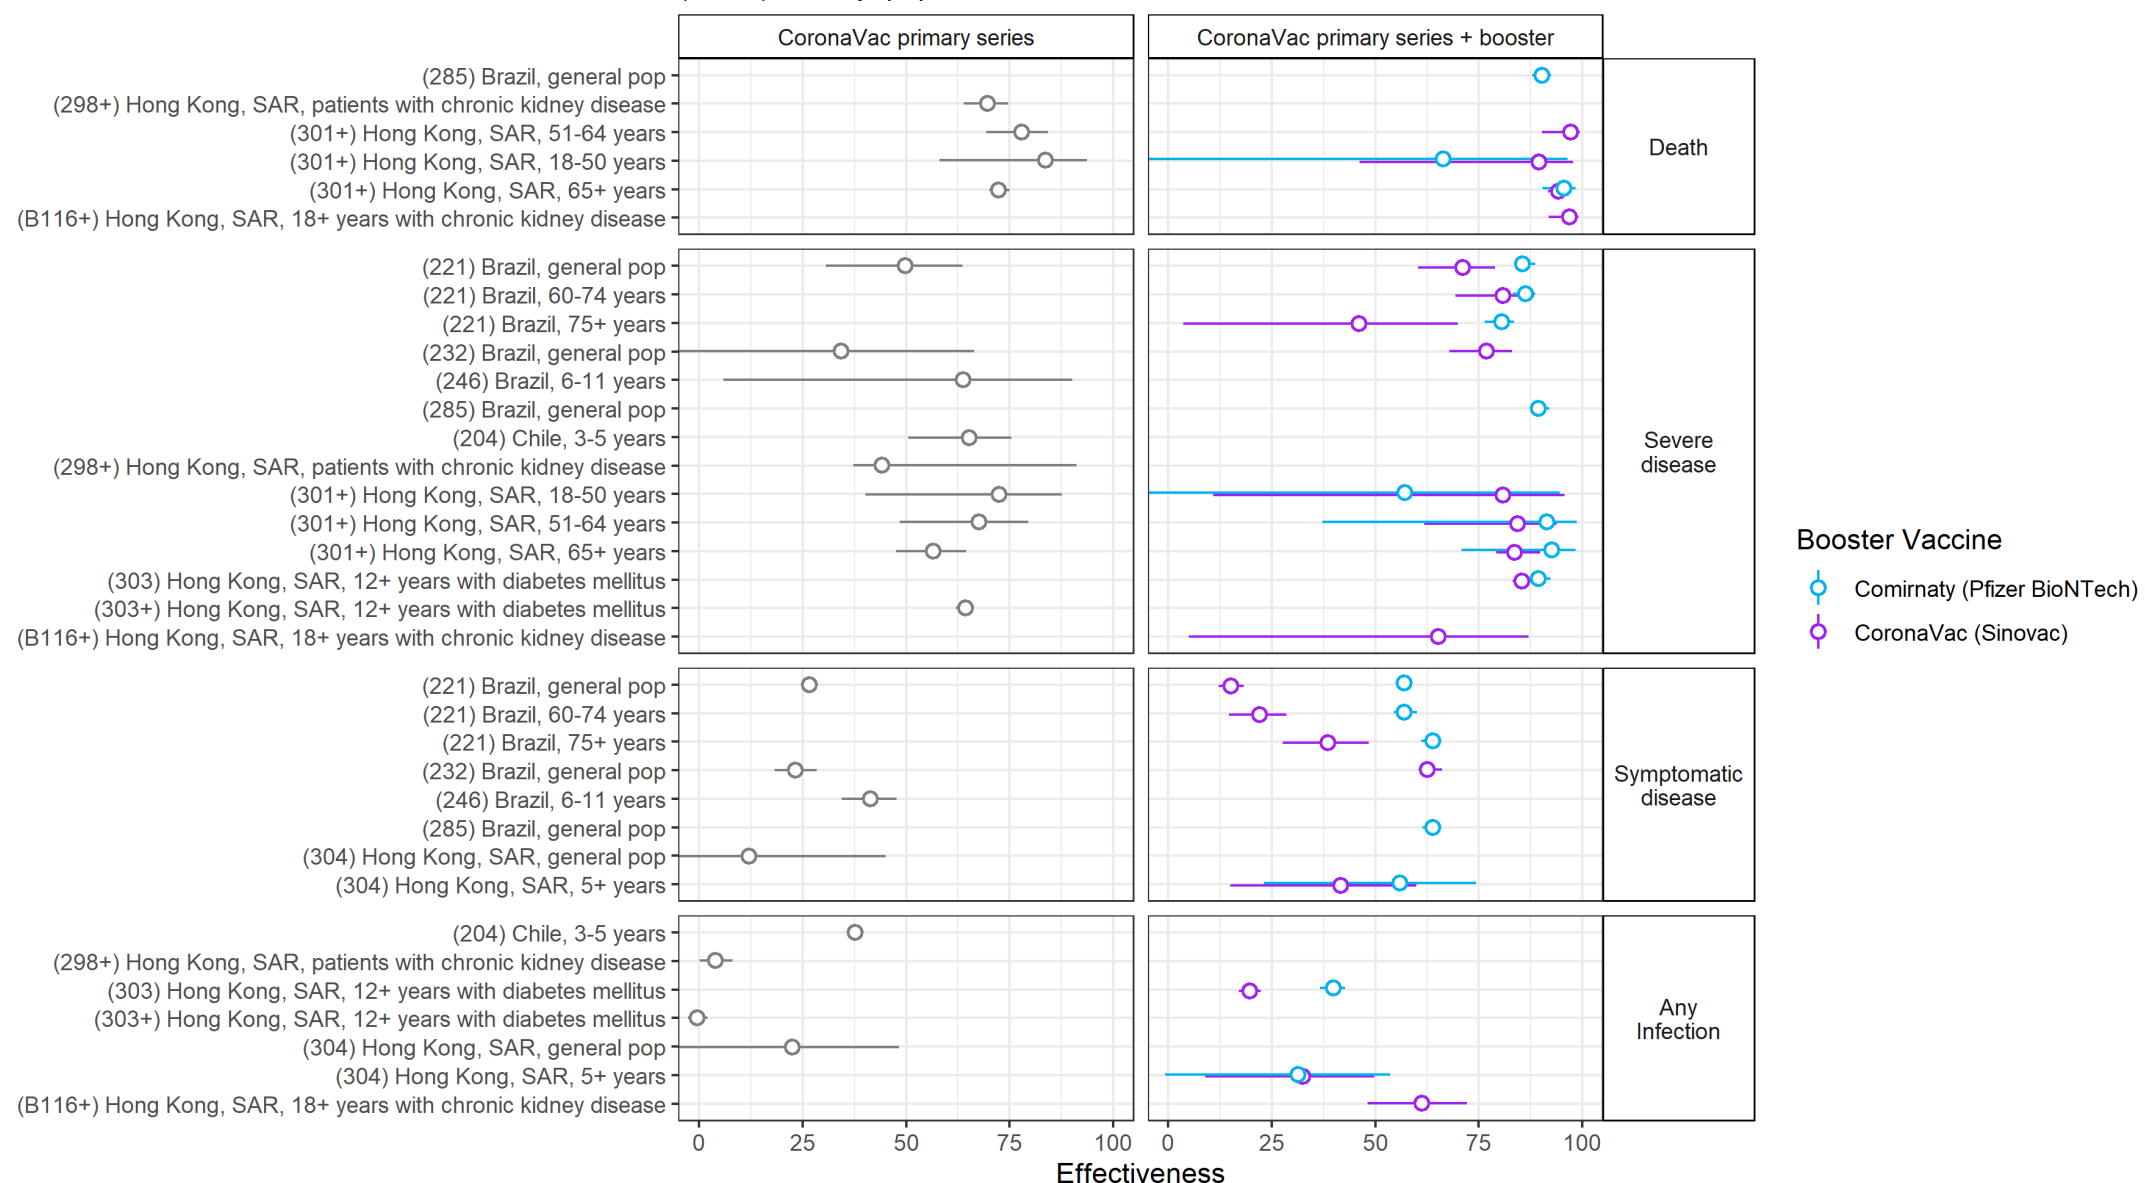 CoronaVac primary series
CoronaVac primary series + booster
(285) Brazil, general pop
(298+) Hong Kong, SAR, patients with chronic kidney disease
(301+) Hong Kong, SAR, 51-64 years
(301+) Hong Kong, SAR, 18-50 years
(301+) Hong Kong, SAR, 65+ years
(B116+) Hong Kong, SAR, 18+ years with chronic kidney disease
Death
(221) Brazil, general pop
(221) Brazil, 60-74 years
(221) Brazil, 75+ years
(232) Brazil, general pop
(246) Brazil, 6-11 years
(285) Brazil, general pop
(204) Chile, 3-5 years
(298+) Hong Kong, SAR, patients with chronic kidney disease
(301+) Hong Kong, SAR, 18-50 years
(301+) Hong Kong, SAR, 51-64 years
(301+) Hong Kong, SAR, 65+ years
(303) Hong Kong, SAR, 12+ years with diabetes mellitus
(303+) Hong Kong, SAR, 12+ years with diabetes mellitus
(B116+) Hong Kong, SAR, 18+ years with chronic kidney disease
Severe
disease
(221) Brazil, general pop
(221) Brazil, 60-74 years
(221) Brazil, 75+ years
(232) Brazil, general pop
(246) Brazil, 6-11 years
(285) Brazil, general pop
(304) Hong Kong, SAR, general pop
(304) Hong Kong, SAR, 5+ years
Symptomatic
disease
(204) Chile, 3-5 years
(298+) Hong Kong, SAR, patients with chronic kidney disease
(303) Hong Kong, SAR, 12+ years with diabetes mellitus
(303+) Hong Kong, SAR, 12+ years with diabetes mellitus
(304) Hong Kong, SAR, general pop
(304) Hong Kong, SAR, 5+ years
(B116+) Hong Kong, SAR, 18+ years with chronic kidney disease
Any
Infection
0 25 50 75 100
0 25 50 75 100
Effectiveness
Booster Vaccine
Comirnaty (Pfizer BioNTech)
CoronaVac (Sinovac)